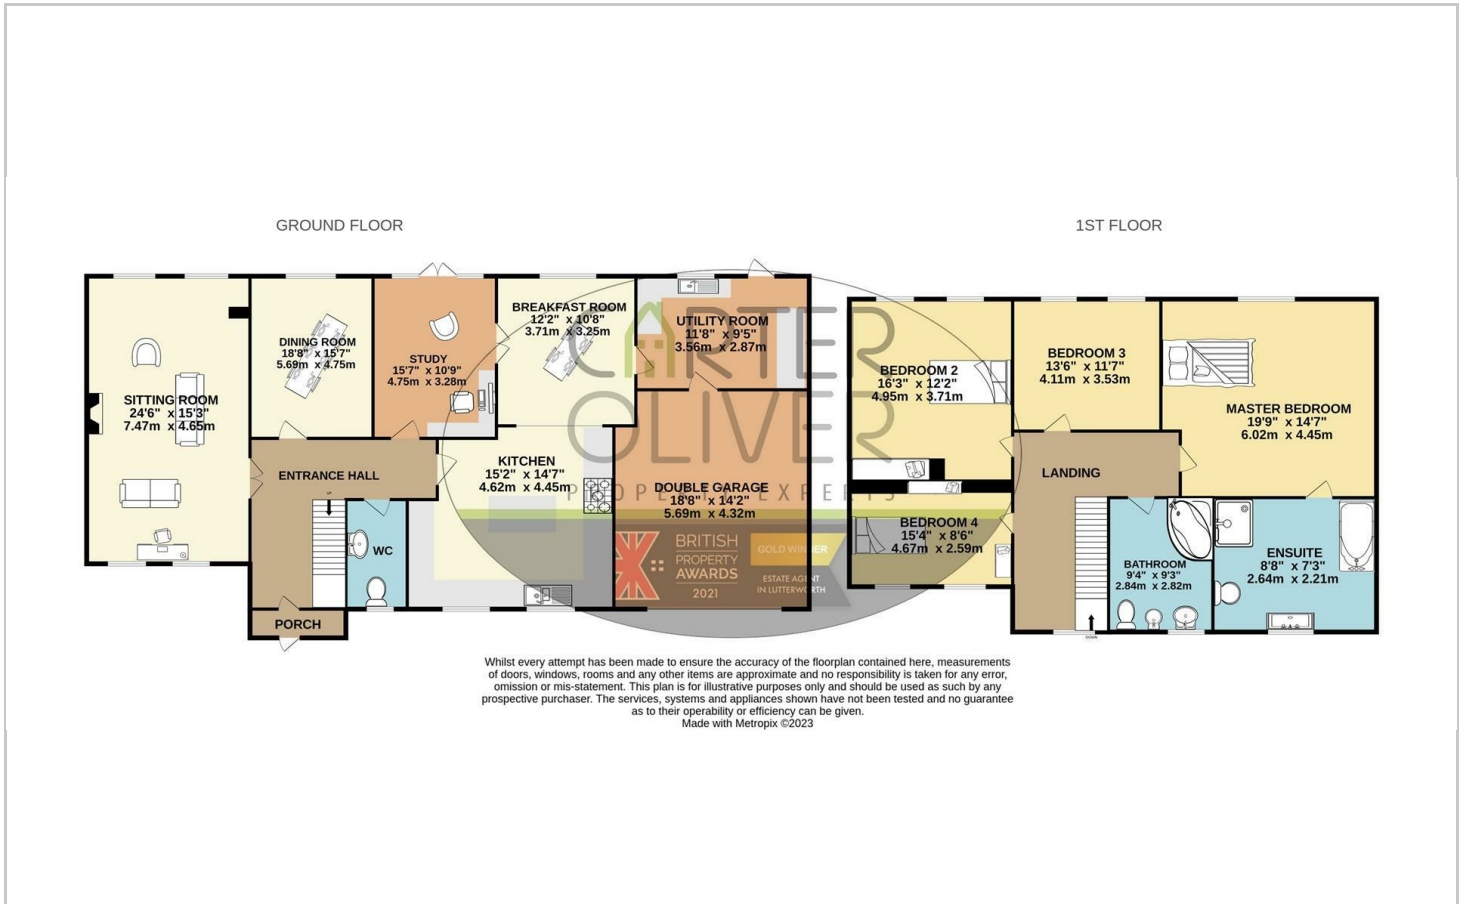 GROUND FLOOR
1ST FLOOR
SITTING ROOM
24'6" x 15'3"
7.47m x 4.65m
DINING ROOM
18'8" x 15'7"
5.69m x 4.75m
STUDY
15'7" x 10'9"
4.75m x 3.28m
BREAKFAST ROOM
12'2" x 10'8"
3.71m x 3.25m
UTILITY ROOM
11'8" x 9'5"
3.56m x 2.87m
ENTRANCE HALL
UP
KITCHEN
15'2" x 14'7"
4.62m x 4.45m
DOUBLE GARAGE
18'8" x 14'2"
5.69m x 4.32m
WC
PORCH
BEDROOM 2
16'3" x 12'2"
4.95m x 3.71m
BEDROOM 3
13'6" x 11'7"
4.11m x 3.53m
MASTER BEDROOM
19'9" x 14'7"
6.02m x 4.45m
LANDING
BEDROOM 4
15'4" x 8'6"
4.67m x 2.59m
BATHROOM
9'4" x 9'3"
2.84m x 2.82m
ENSUITE
8'8" x 7'3"
2.64m x 2.21m
DOWN
CARTER
OLIVER
PROPERTY EXPERTS
BRITISH
PROPERTY
AWARDS
2021
GOLD WINNER
ESTATE AGENT
IN LUTTERWORTH
Whilst every attempt has been made to ensure the accuracy of the floorplan contained here, measurements
of doors, windows, rooms and any other items are approximate and no responsibility is taken for any error,
omission or mis-statement. This plan is for illustrative purposes only and should be used as such by any
prospective purchaser. The services, systems and appliances shown have not been tested and no guarantee
as to their operability or efficiency can be given.
Made with Metropix ©2023